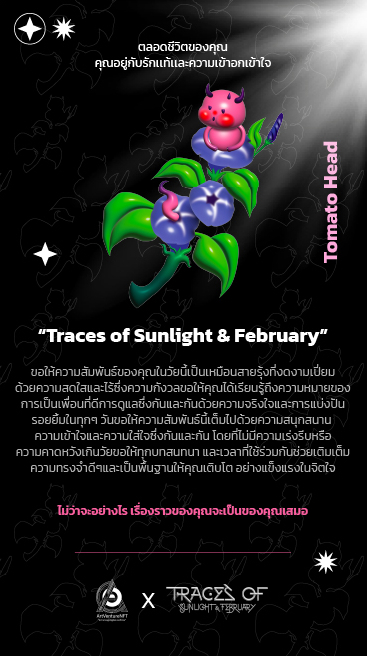 ตลอดชีวิตของคุณ
คุณอยู่กับรักแท้และความเข้าอกเข้าใจ
Tomato Head
“Traces of Sunlight & February”
ขอให้ความสัมพันธ์ของคุณในวัยนี้เป็นเหมือนสายรุ้งที่งดงามเปี่ยม
ด้วยความสดใสและไร้ซึ่งความกังวลขอให้คุณได้เรียนรู้ถึงความหมายของ
การเป็นเพื่อนที่ดีการดูแลซึ่งกันและกันด้วยความจริงใจและการแบ่งปัน
รอยยิ้มในทุกๆ วันขอให้ความสัมพันธ์นี้เต็มไปด้วยความสนุกสนาน
ความเข้าใจและความใส่ใจซึ่งกันและกัน โดยที่ไม่มีความเร่งรีบหรือ
ความคาดหวังเกินวัยขอให้ทุกบทสนทนา และเวลาที่ใช้ร่วมกันช่วยเติมเต็ม
ความทรงจำดีๆและเป็นพื้นฐานให้คุณเติบโต อย่างแข็งแรงในจิตใจ
ไม่ว่าจะอย่างไร เรื่องราวของคุณจะเป็นของคุณเสมอ
ArtVentureNFT
X
TRACES OF
SUNLIGHT & FEBRUARY